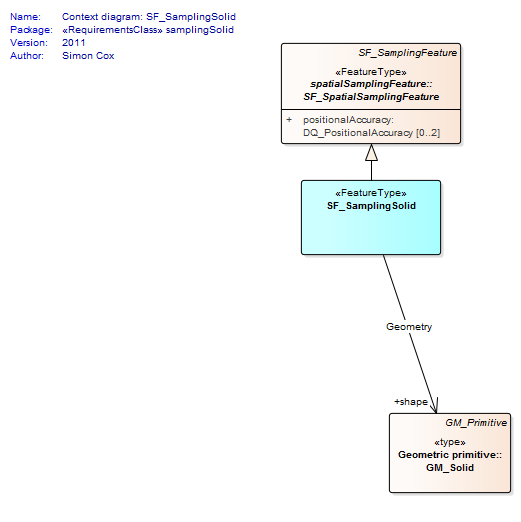 Name: Context diagram: SF_SamplingSolid
Package: «RequirementsClass» samplingSolid
Version: 2011
Author: Simon Cox
SF_SamplingFeature
«FeatureType»
spatialSamplingFeature::
SF_SpatialSamplingFeature
+ positionalAccuracy:
DQ_PositionalAccuracy [0..2]
«FeatureType»
SF_SamplingSolid
Geometry
+shape
GM_Primitive
«type»
Geometric primitive::
GM_Solid